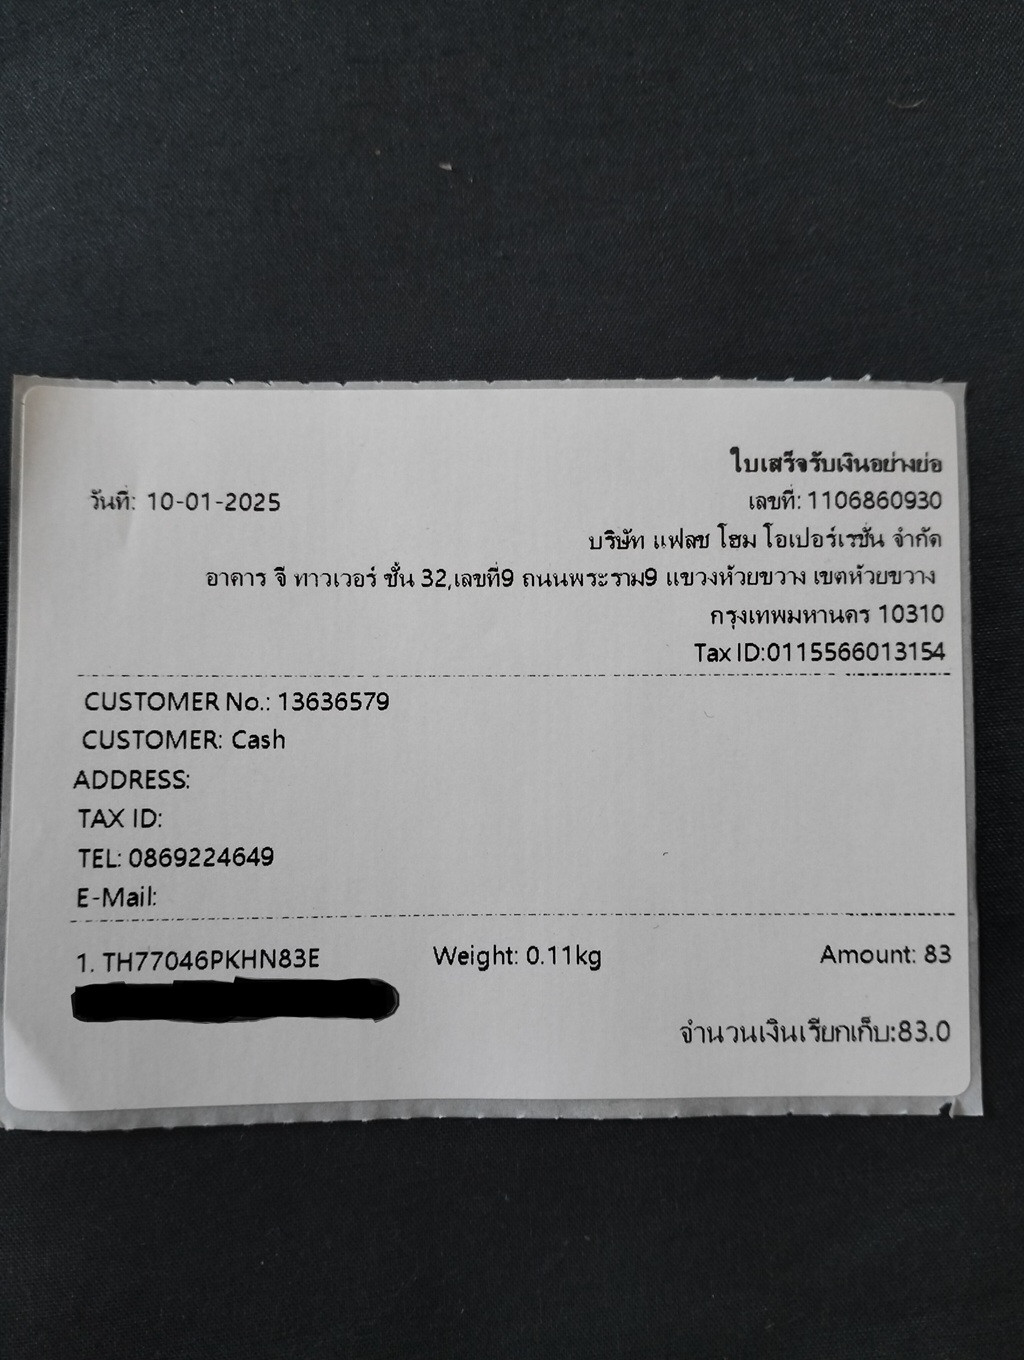 ใบเสร็จรับเงินอย่างย่อ
วันที่: 10-01-2025 เลขที่: 1106860930
บริษัท แฟลช โฮม โอเปอร์เรชั่น จำกัด
อาคาร จี ทาวเวอร์ ชั้น 32,เลขที่9 ถนนพระราม9 แขวงห้วยขวาง เขตห้วยขวาง
กรุงเทพมหานคร 10310
Tax ID:0115566013154
CUSTOMER No.: 13636579
CUSTOMER: Cash
ADDRESS:
TAX ID:
TEL: 0869224649
E-Mail:
1. TH77046PKHN83E Weight: 0.11kg Amount: 83
จำนวนเงินเรียกเก็บ:83.0